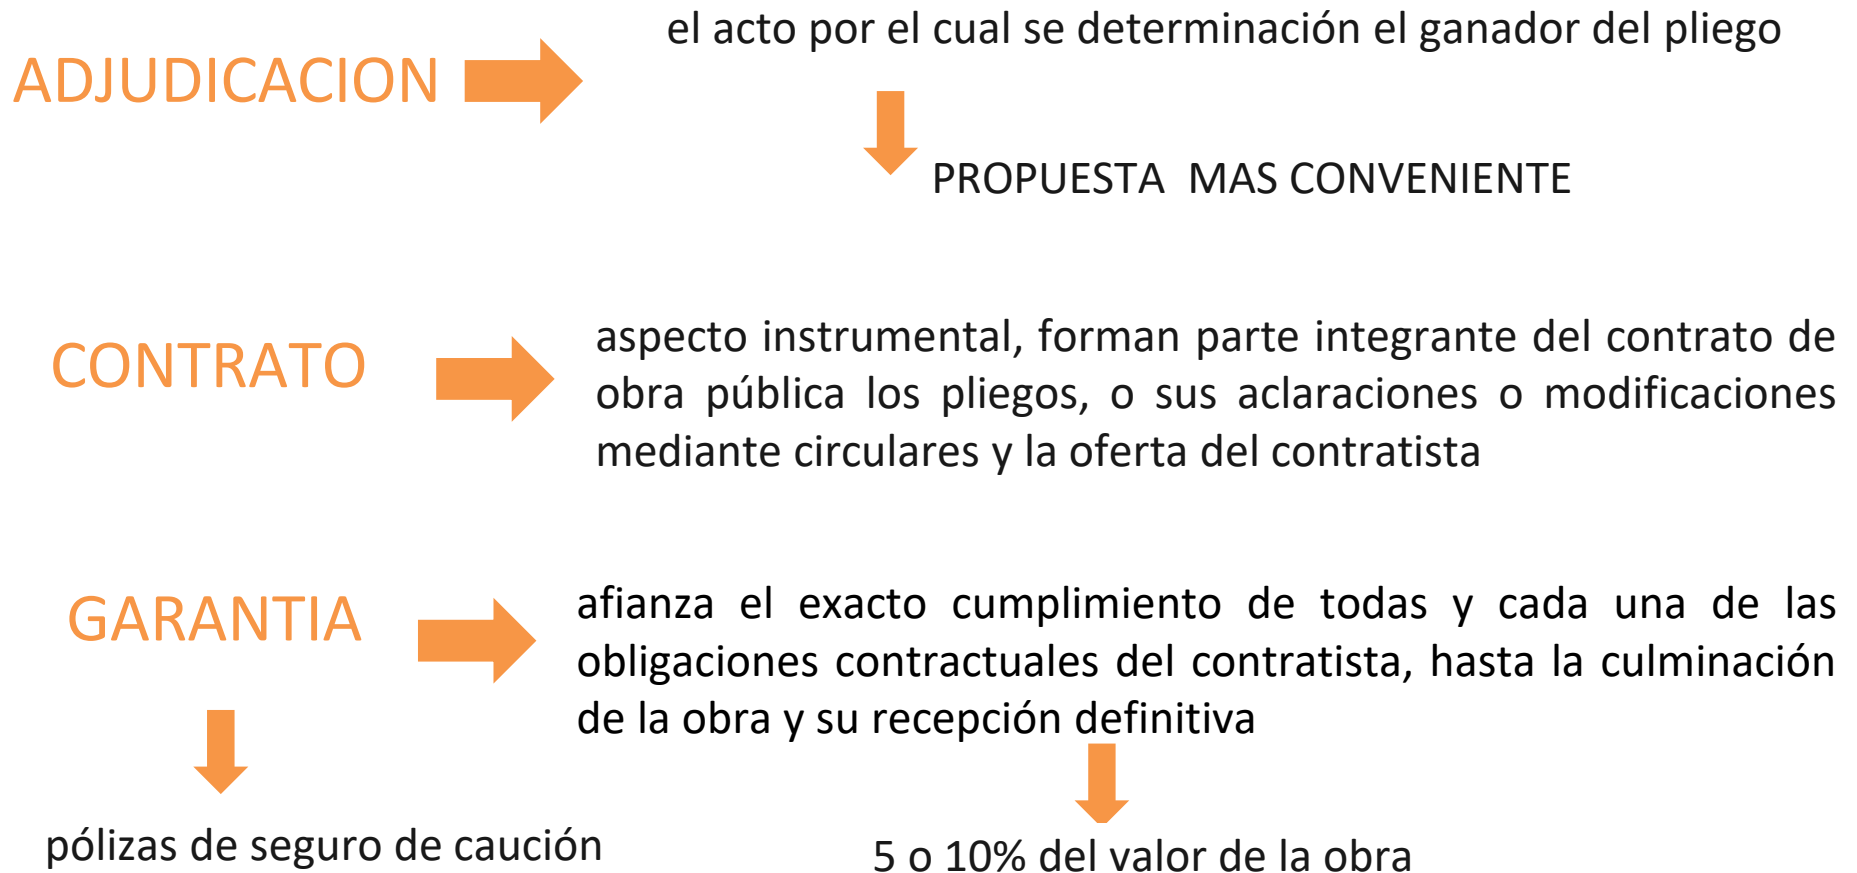 ADJUDICACION
el acto por el cual se determinación el ganador del pliego
PROPUESTA MAS CONVENIENTE
CONTRATO
aspecto instrumental, forman parte integrante del contrato de
obra pública los pliegos, o sus aclaraciones o modificaciones
mediante circulares y la oferta del contratista
GARANTIA
afianza el exacto cumplimiento de todas y cada una de las
obligaciones contractuales del contratista, hasta la culminación
de la obra y su recepción definitiva
pólizas de seguro de caución
5 o 10% del valor de la obra